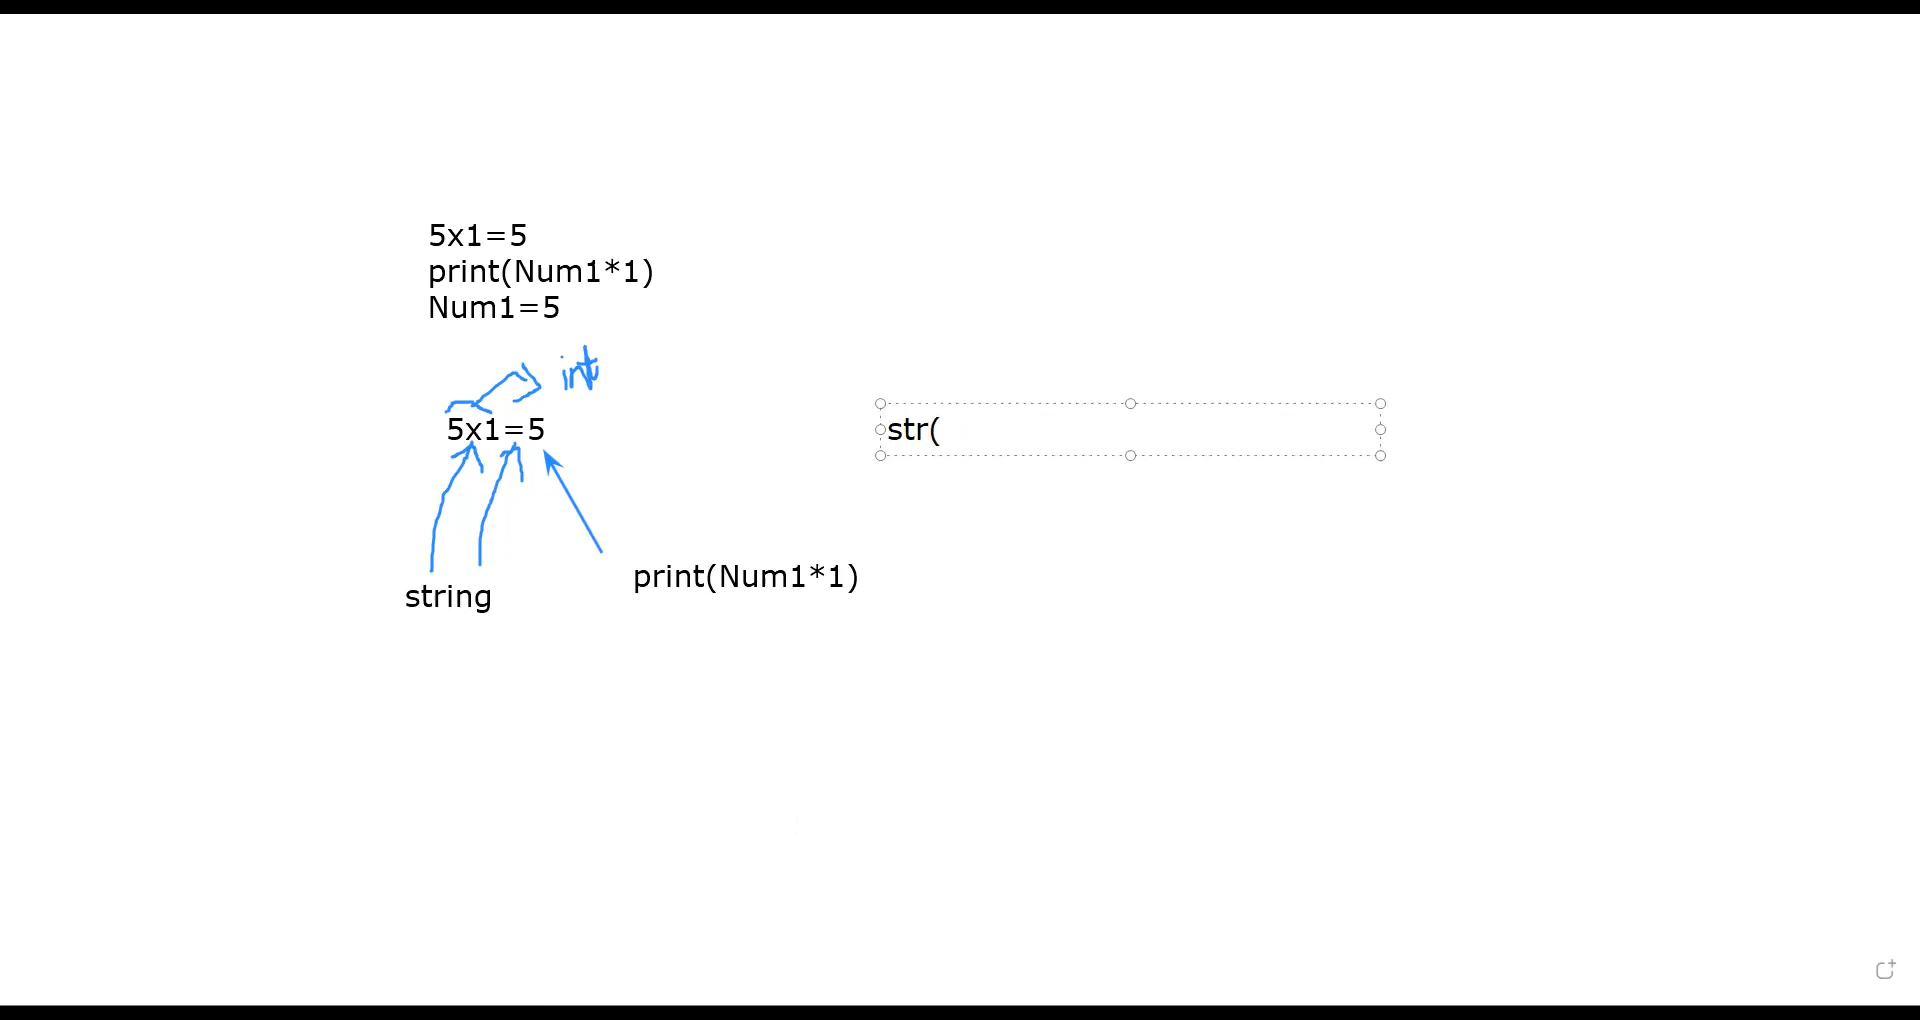 5x1=5
print(Num1*1)
Num1=5
int
5x1=5
str(
print(Num1*1)
string